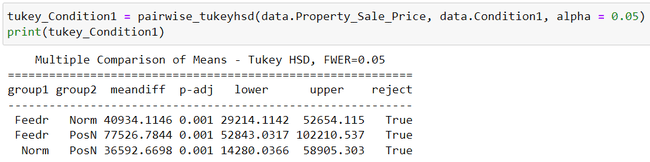 tukey_Condition1 = pairwise_tukeyhsd(data.Property_Sale_Price, data.Condition1, alpha = 0.05)
print(tukey_Condition1)
Multiple Comparison of Means - Tukey HSD, FWER=0.05
==============================================================
group1 group2 meandiff p-adj lower upper reject
--------------------------------------------------------------
Feedr Norm 40934.1146 0.001 29214.1142 52654.115 True
Feedr PosN 77526.7844 0.001 52843.0317 102210.537 True
Norm PosN 36592.6698 0.001 14280.0366 58905.303 True